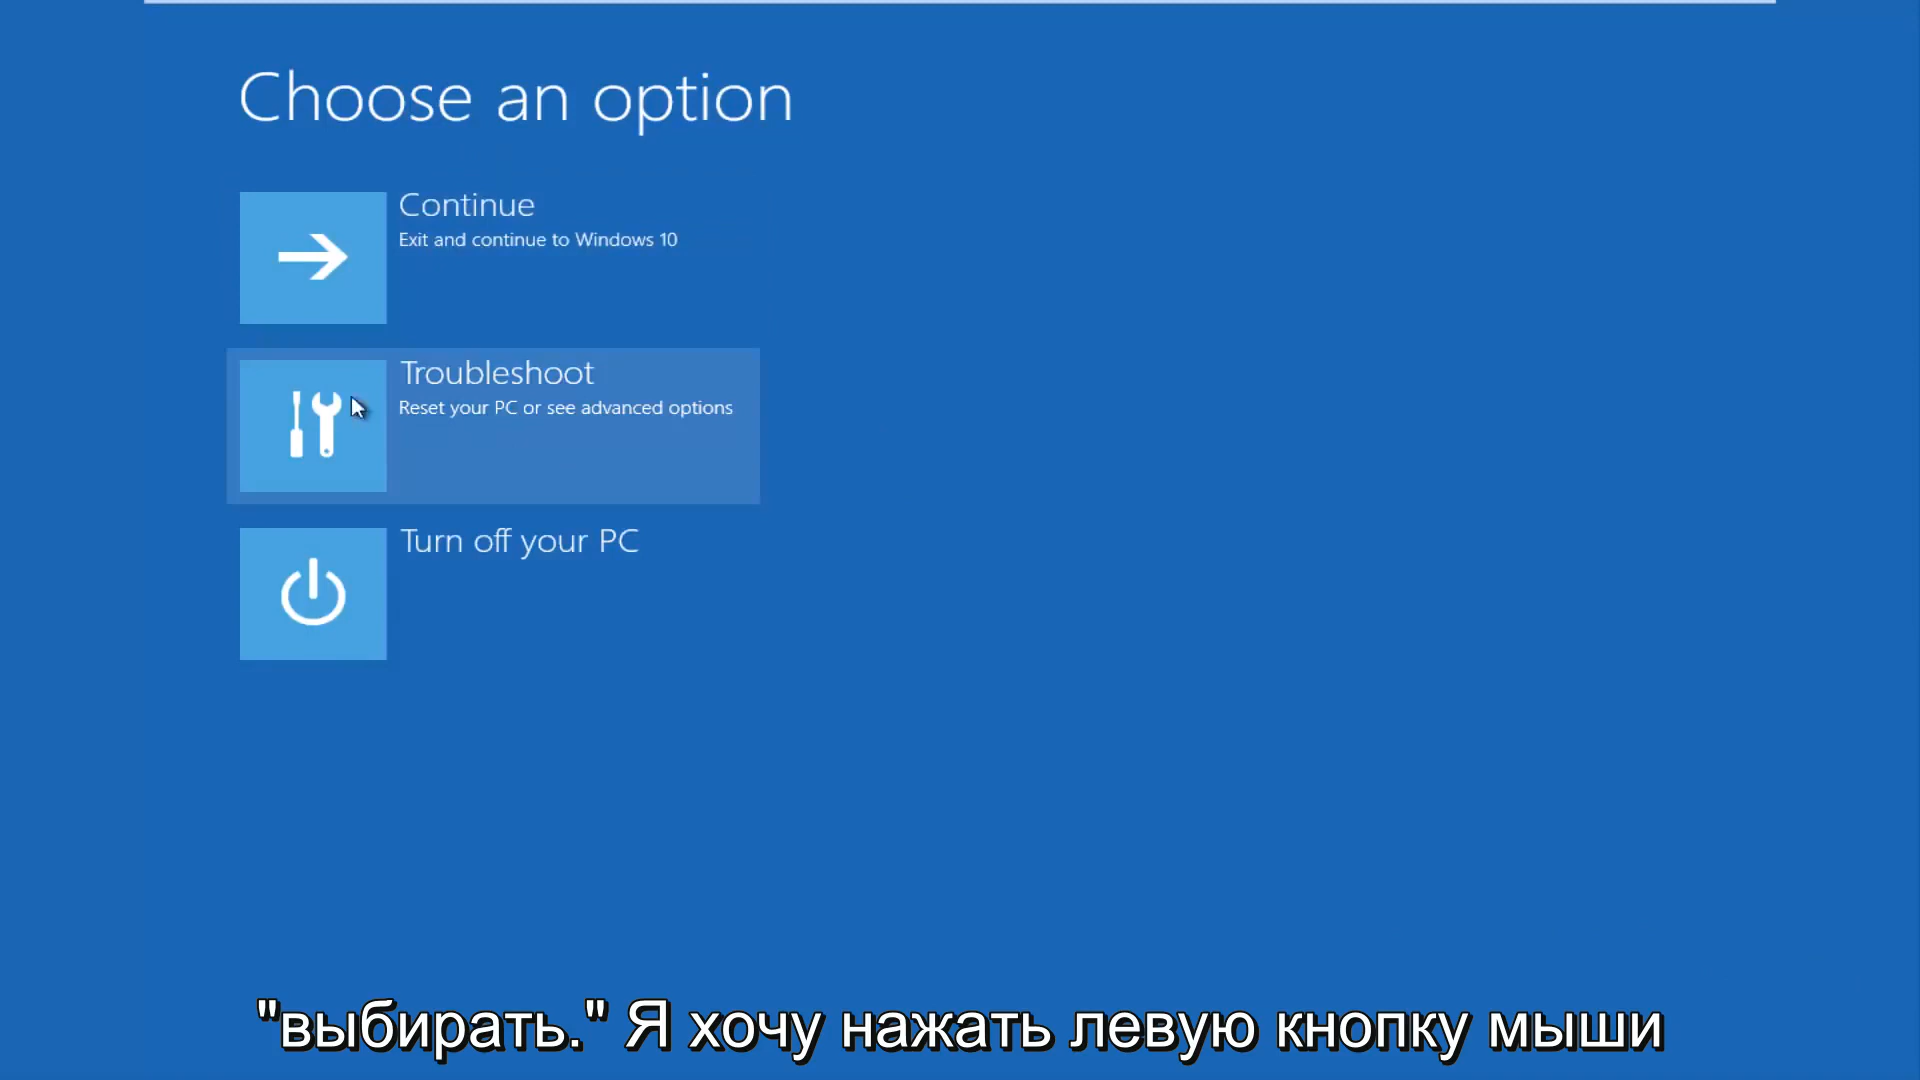 Choose an option
Continue
Exit and continue to Windows 10
Troubleshoot
Reset your PC or see advanced options
Turn off your PC
"выбирать." Я хочу нажать левую кнопку мыши